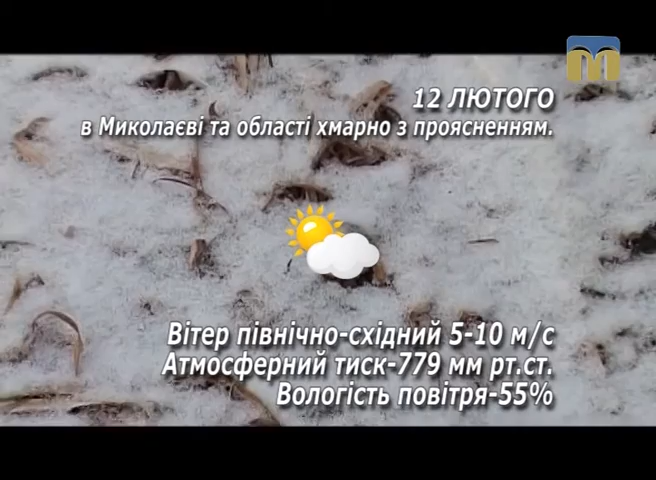 12 ЛЮТОГО
в Миколаєві та області хмарно з проясненням.
Вітер північно-східний 5-10 м/с
Атмосферний тиск-779 мм рт.ст.
Вологість повітря-55%